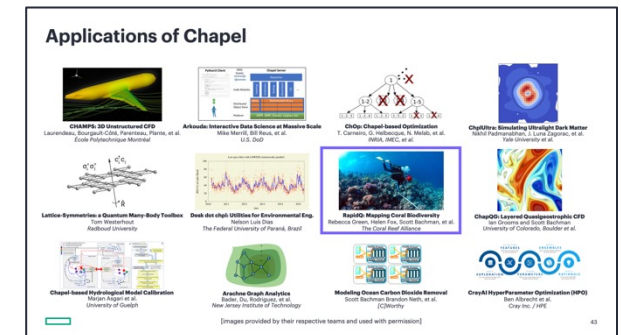 Applications of Chapel
CHAMPS: 3D Unstructured CFD
Laurendeau, Bourgault-Côté, Parenteau, Plante, et al.
École Polytechnique Montréal
Arkouda: Interactive Data Science at Massive Scale
Mike Merrill, Bill Reus, et al.
U.S. DoD
ChOp: Chapel-based Optimization
T. Carneiro, G. Helbecque, N. Melab, et al.
INRIA, IMEC, et al.
ChplUltra: Simulating Ultralight Dark Matter
Nikhil Padmanabhan, J. Luna Zagorac, et al.
Yale University et al.
Lattice-Symmetries: a Quantum Many-Body Toolbox
Tom Westerhout
Radboud University
Desk dot chpl: Utilities for Environmental Eng.
Nelson Luis Dias
The Federal University of Paraná, Brazil
RapidQ: Mapping Coral Biodiversity
Rebecca Green, Helen Fox, Scott Bachman, et al.
The Coral Reef Alliance
ChapQG: Layered Quasigeostrophic CFD
Ian Grooms and Scott Bachman
University of Colorado, Boulder et al.
Chapel-based Hydrological Model Calibration
Marjan Asgari et al.
University of Guelph
Arachne Graph Analytics
Bader, Du, Rodriguez, et al.
New Jersey Institute of Technology
Modeling Ocean Carbon Dioxide Removal
Scott Bachman Brandon Neth, et al.
[C]Worthy
CrayAI HyperParameter Optimization (HPO)
Ben Albrecht et al.
Cray Inc. / HPE
[images provided by their respective teams and used with permission]
43